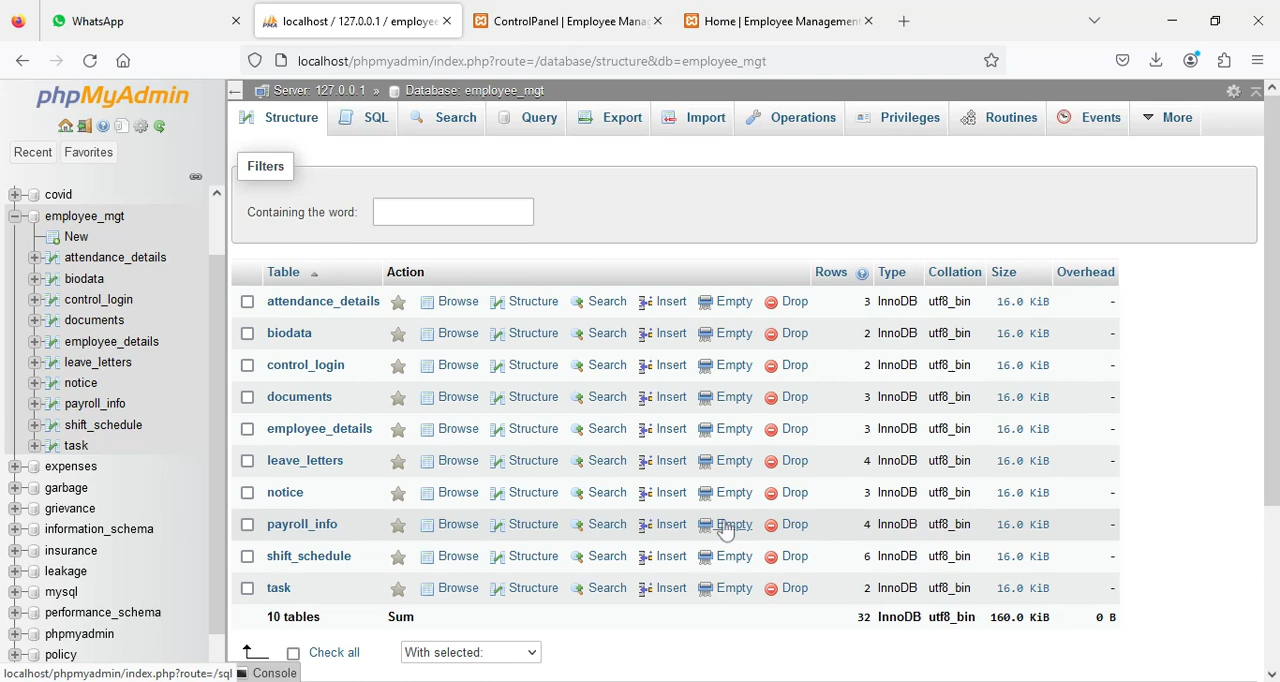 WhatsApp
localhost / 127.0.0.1 / employee
ControlPanel | Employee Manag
Home | Employee Management
localhost/phpmyadmin/index.php?route=/database/structure&db=employee_mgt
phpMyAdmin
Recent
Favorites
covid
employee_mgt
New
attendance_details
biodata
control_login
documents
employee_details
leave_letters
notice
payroll_info
shift_schedule
task
expenses
garbage
grievance
information_schema
insurance
leakage
mysql
performance_schema
phpmyadmin
policy
Server: 127.0.0.1 » Database: employee_mgt
Structure SQL Search Query Export Import Operations Privileges Routines Events More
Filters
Containing the word:
Table Action Rows Type Collation Size Overhead
attendance_details Browse Structure Search Insert Empty Drop 3 InnoDB utf8_bin 16.0 KiB -
biodata Browse Structure Search Insert Empty Drop 2 InnoDB utf8_bin 16.0 KiB -
control_login Browse Structure Search Insert Empty Drop 2 InnoDB utf8_bin 16.0 KiB -
documents Browse Structure Search Insert Empty Drop 3 InnoDB utf8_bin 16.0 KiB -
employee_details Browse Structure Search Insert Empty Drop 3 InnoDB utf8_bin 16.0 KiB -
leave_letters Browse Structure Search Insert Empty Drop 4 InnoDB utf8_bin 16.0 KiB -
notice Browse Structure Search Insert Empty Drop 3 InnoDB utf8_bin 16.0 KiB -
payroll_info Browse Structure Search Insert Empty Drop 4 InnoDB utf8_bin 16.0 KiB -
shift_schedule Browse Structure Search Insert Empty Drop 6 InnoDB utf8_bin 16.0 KiB -
task Browse Structure Search Insert Empty Drop 2 InnoDB utf8_bin 16.0 KiB -
10 tables Sum 32 InnoDB utf8_bin 160.0 KiB 0 B
Check all With selected:
localhost/phpmyadmin/index.php?route=/sql
Console